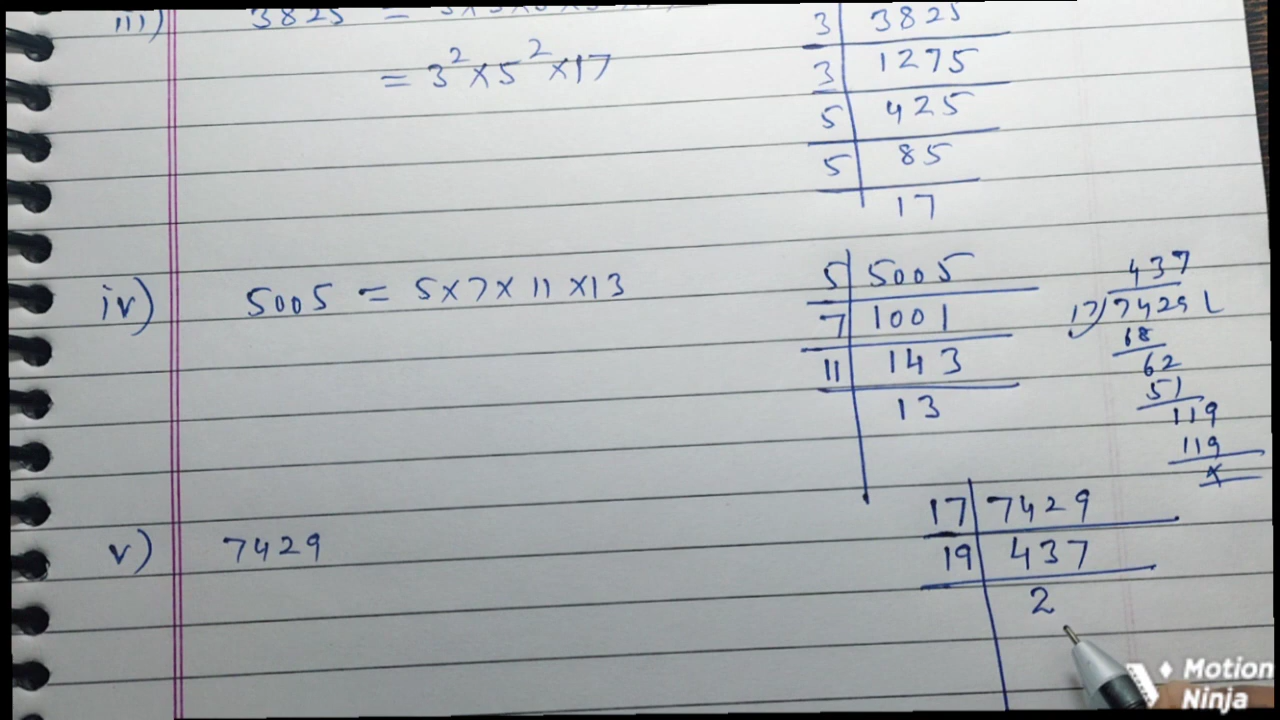 iii) 3825 =
= 3² × 5² × 17
3 | 3825
3 | 1275
5 | 425
5 | 85
17
iv) 5005 = 5 × 7 × 11 × 13
5 | 5005
7 | 1001
11 | 143
13
437
17) 7429 (
68
62
51
119
119
×
v) 7429
17 | 7429
19 | 437
2
Motion
Ninja